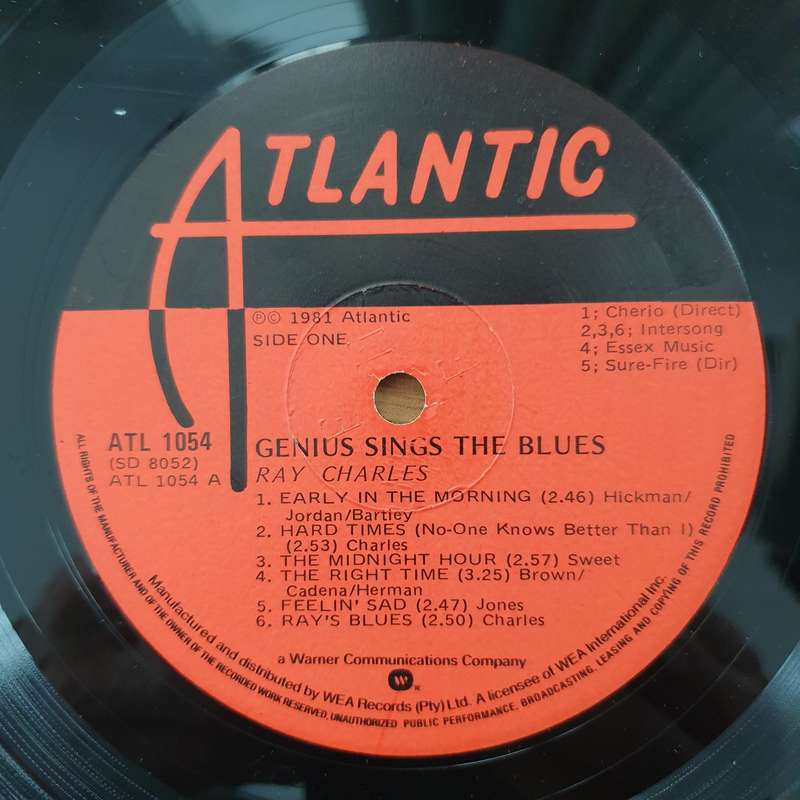 ATLANTIC
℗© 1981 Atlantic
SIDE ONE
1; Cherio (Direct)
2,3,6; Intersong
4; Essex Music
5; Sure-Fire (Dir)
ATL 1054
(SD 8052)
ATL 1054 A
GENIUS SINGS THE BLUES
RAY CHARLES
1. EARLY IN THE MORNING (2.46) Hickman/
Jordan/Bartley
2. HARD TIMES (No-One Knows Better Than I)
(2.53) Charles
3. THE MIDNIGHT HOUR (2.57) Sweet
4. THE RIGHT TIME (3.25) Brown/
Cadena/Herman
5. FEELIN' SAD (2.47) Jones
6. RAY'S BLUES (2.50) Charles
a Warner Communications Company
Manufactured and distributed by WEA Records (Pty) Ltd. A licensee of WEA International Inc.
ALL RIGHTS OF THE MANUFACTURER AND OF THE OWNER OF THE RECORDED WORK RESERVED, UNAUTHORIZED PUBLIC PERFORMANCE, BROADCASTING, LEASING AND COPYING OF THIS RECORD PROHIBITED